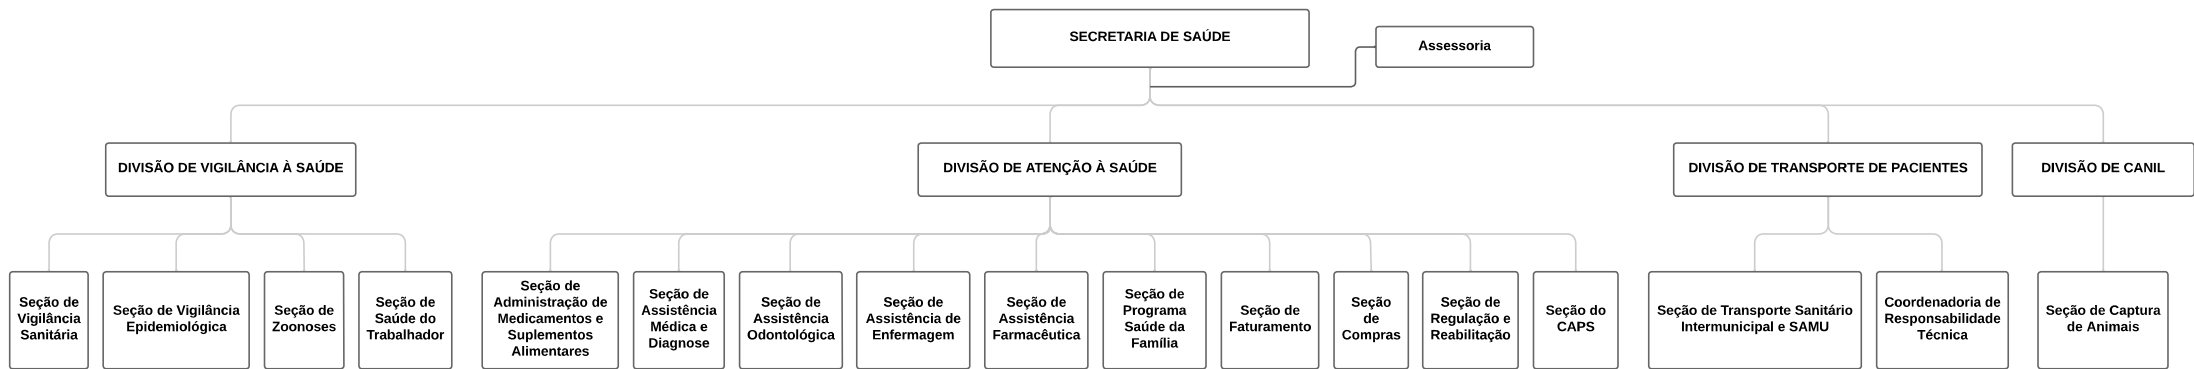 SECRETARIA DE SAÚDE
Assessoria
DIVISÃO DE VIGILÂNCIA À SAÚDE
DIVISÃO DE ATENÇÃO À SAÚDE
DIVISÃO DE TRANSPORTE DE PACIENTES
DIVISÃO DE CANIL
Seção de
Vigilância
Sanitária
Seção de Vigilância
Epidemiológica
Seção de
Zoonoses
Seção de
Saúde do
Trabalhador
Seção de
Administração de
Medicamentos e
Suplementos
Alimentares
Seção de
Assistência
Médica e
Diagnose
Seção de
Assistência
Odontológica
Seção de
Assistência de
Enfermagem
Seção de
Assistência
Farmacêutica
Seção de
Programa
Saúde da
Família
Seção de
Faturamento
Seção
de
Compras
Seção de
Regulação e
Reabilitação
Seção do
CAPS
Seção de Transporte Sanitário
Intermunicipal e SAMU
Coordenadoria de
Responsabilidade
Técnica
Seção de Captura
de Animais